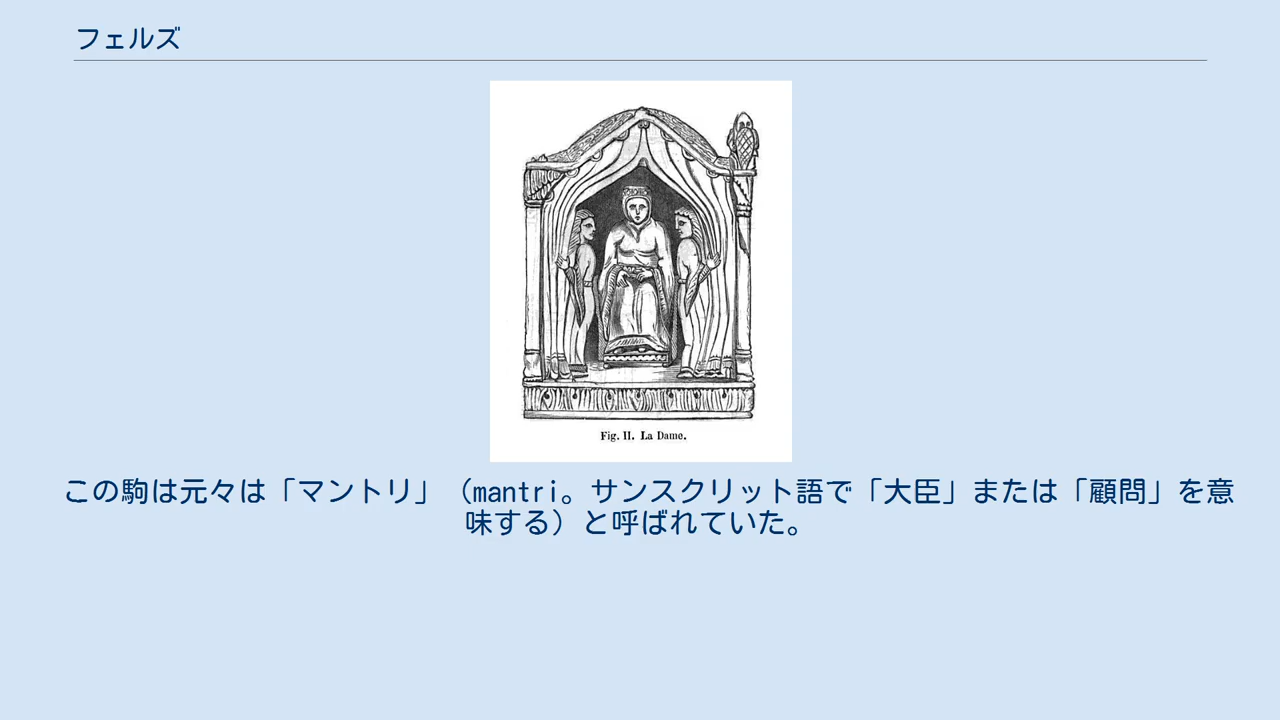 フェルズ
Fig. II. La Dame.
この駒は元々は「マントリ」（mantri。サンスクリット語で「大臣」または「顧問」を意
味する）と呼ばれていた。